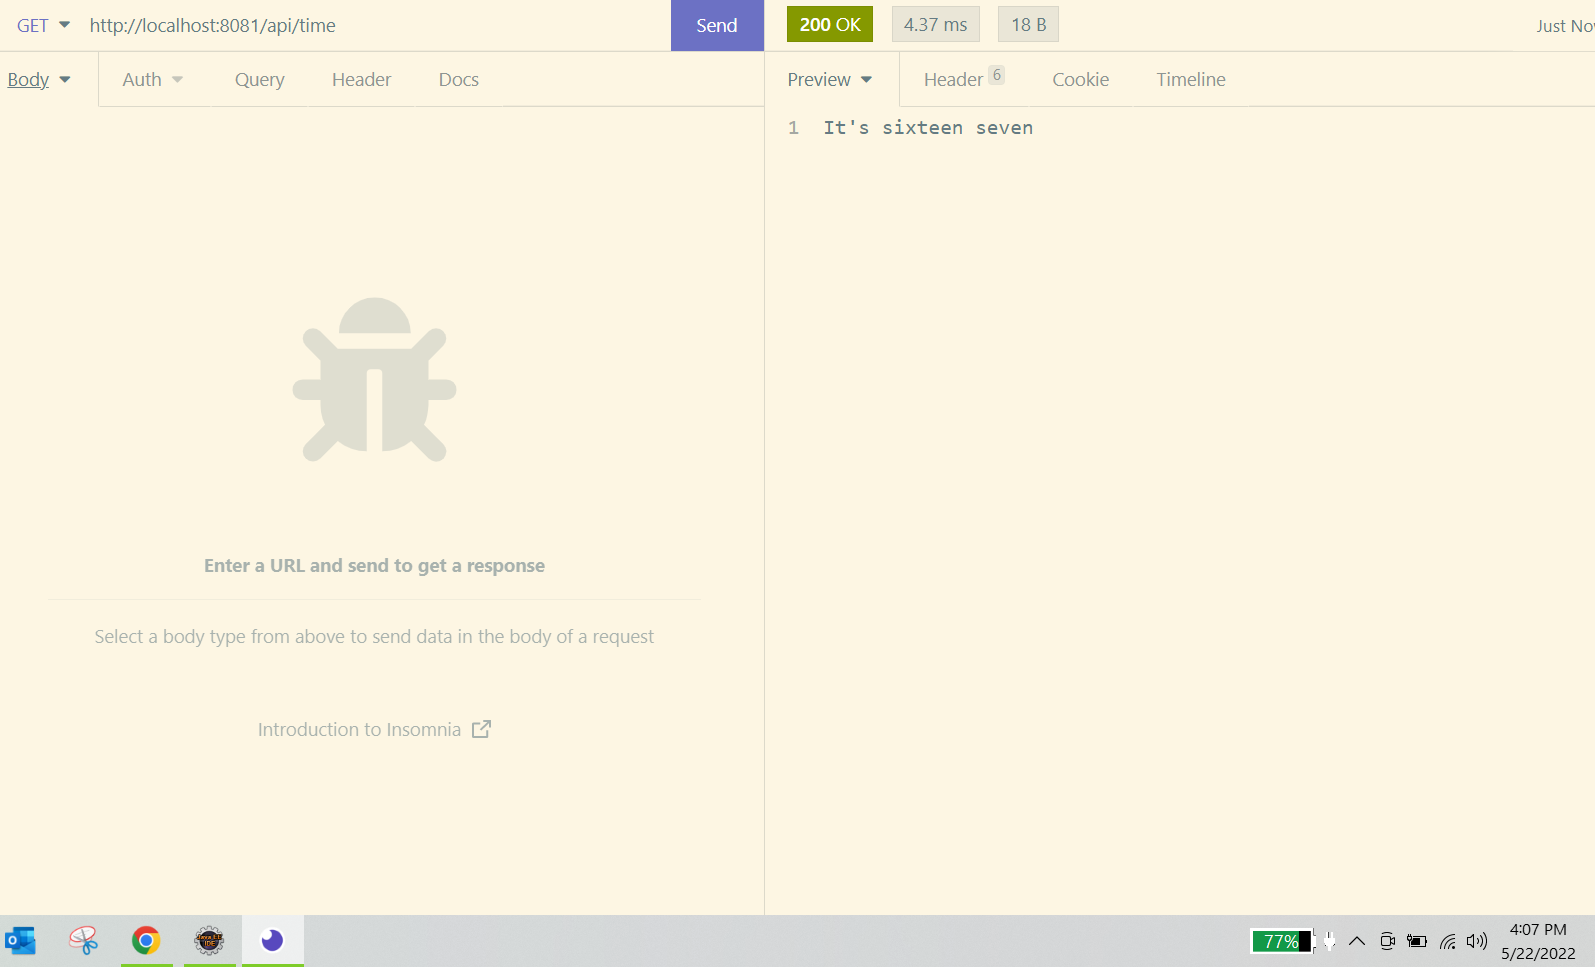 GET http://localhost:8081/api/time Send 200 OK 4.37 ms 18 B Just
Body Auth Query Header Docs Preview Header 6 Cookie Timeline
1 It's sixteen seven
Enter a URL and send to get a response
Select a body type from above to send data in the body of a request
Introduction to Insomnia
77% 4:07 PM
5/22/2022